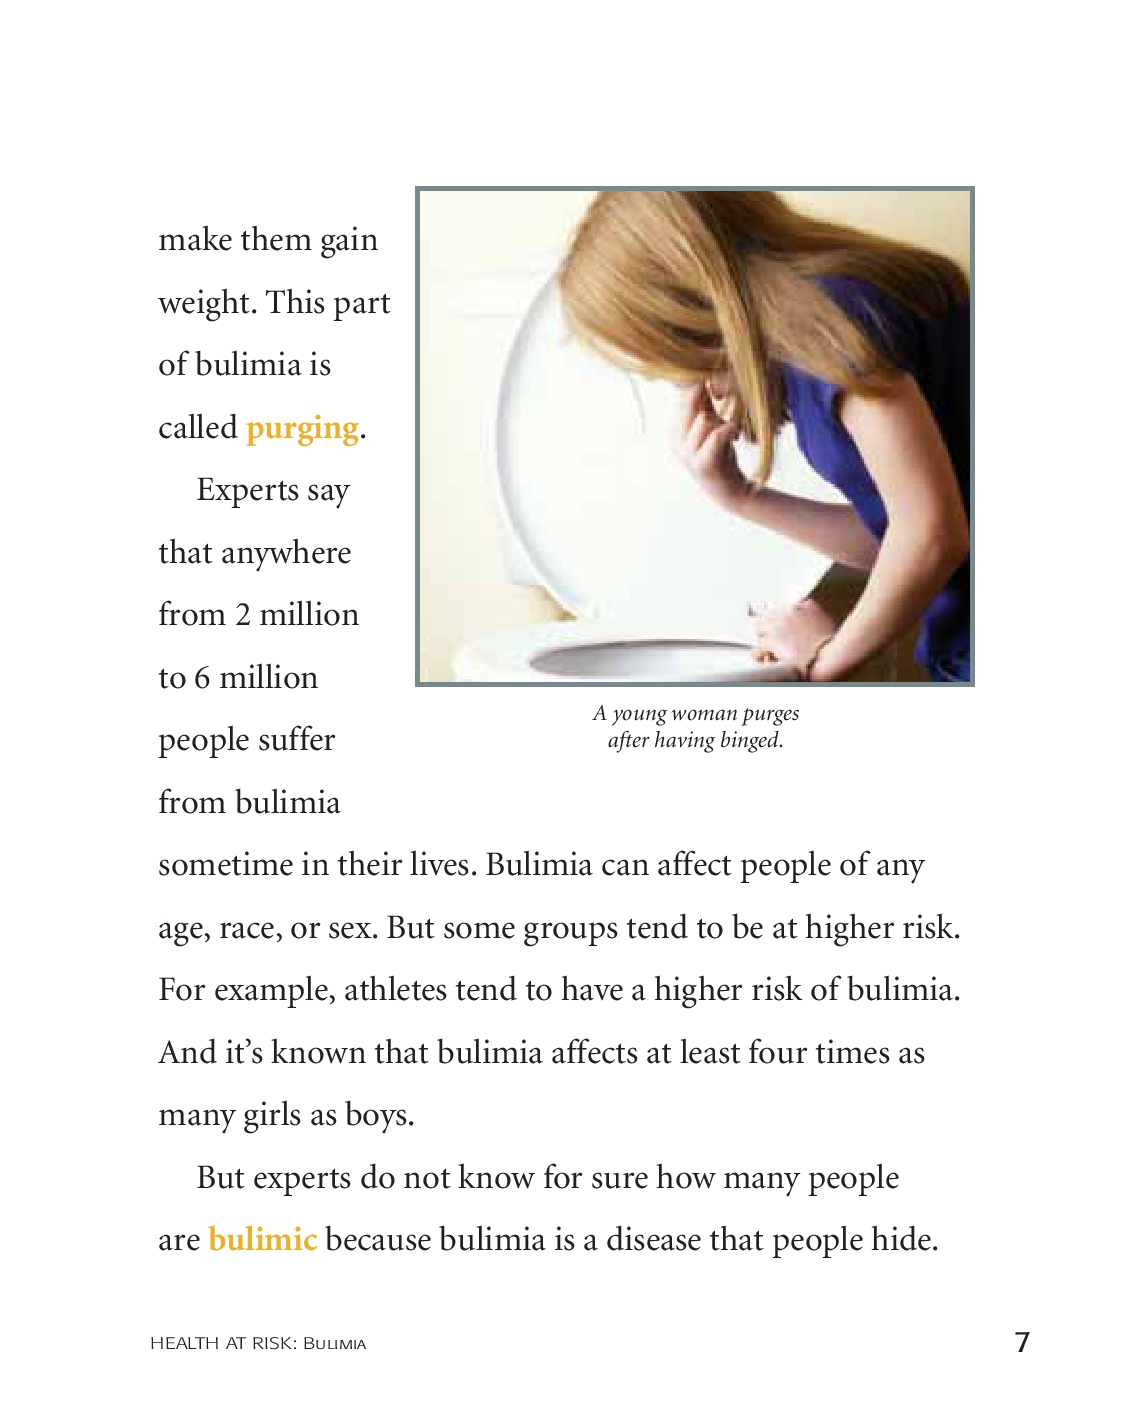 make them gain
weight. This part
of bulimia is
called purging.
Experts say
that anywhere
from 2 million
to 6 million
people suffer
from bulimia
A young woman purges
after having binged.
sometime in their lives. Bulimia can affect people of any
age, race, or sex. But some groups tend to be at higher risk.
For example, athletes tend to have a higher risk of bulimia.
And it’s known that bulimia affects at least four times as
many girls as boys.
But experts do not know for sure how many people
are bulimic because bulimia is a disease that people hide.
HEALTH AT RISK: Bulimia
7